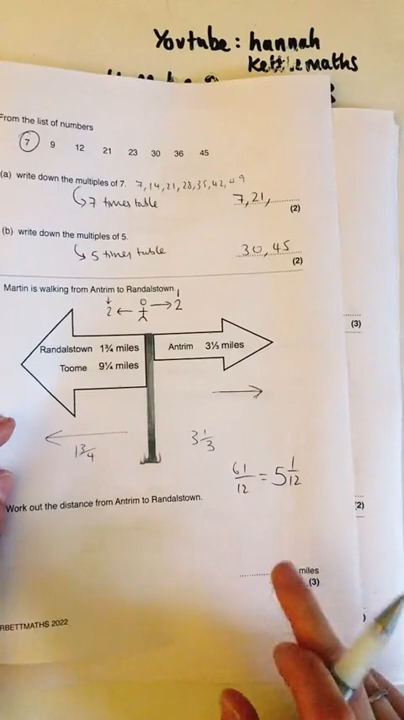 Youtube: hannah
Kettlemaths
From the list of numbers
7 9 12 21 23 30 36 45
(a) write down the multiples of 7. 7,14,21,28,35,42,49
↳7 times table 7,21,
(2)
(b) write down the multiples of 5.
↳5 times table 30,45
(2)
Martin is walking from Antrim to Randalstown.
Randalstown 1¾ miles
Antrim 3⅓ miles
Toome 9¼ miles
1 3/4
3 1/3
61/12 = 5 1/12
Work out the distance from Antrim to Randalstown.
miles
(3)
RBETTMATHS 2022
(3)
(2)